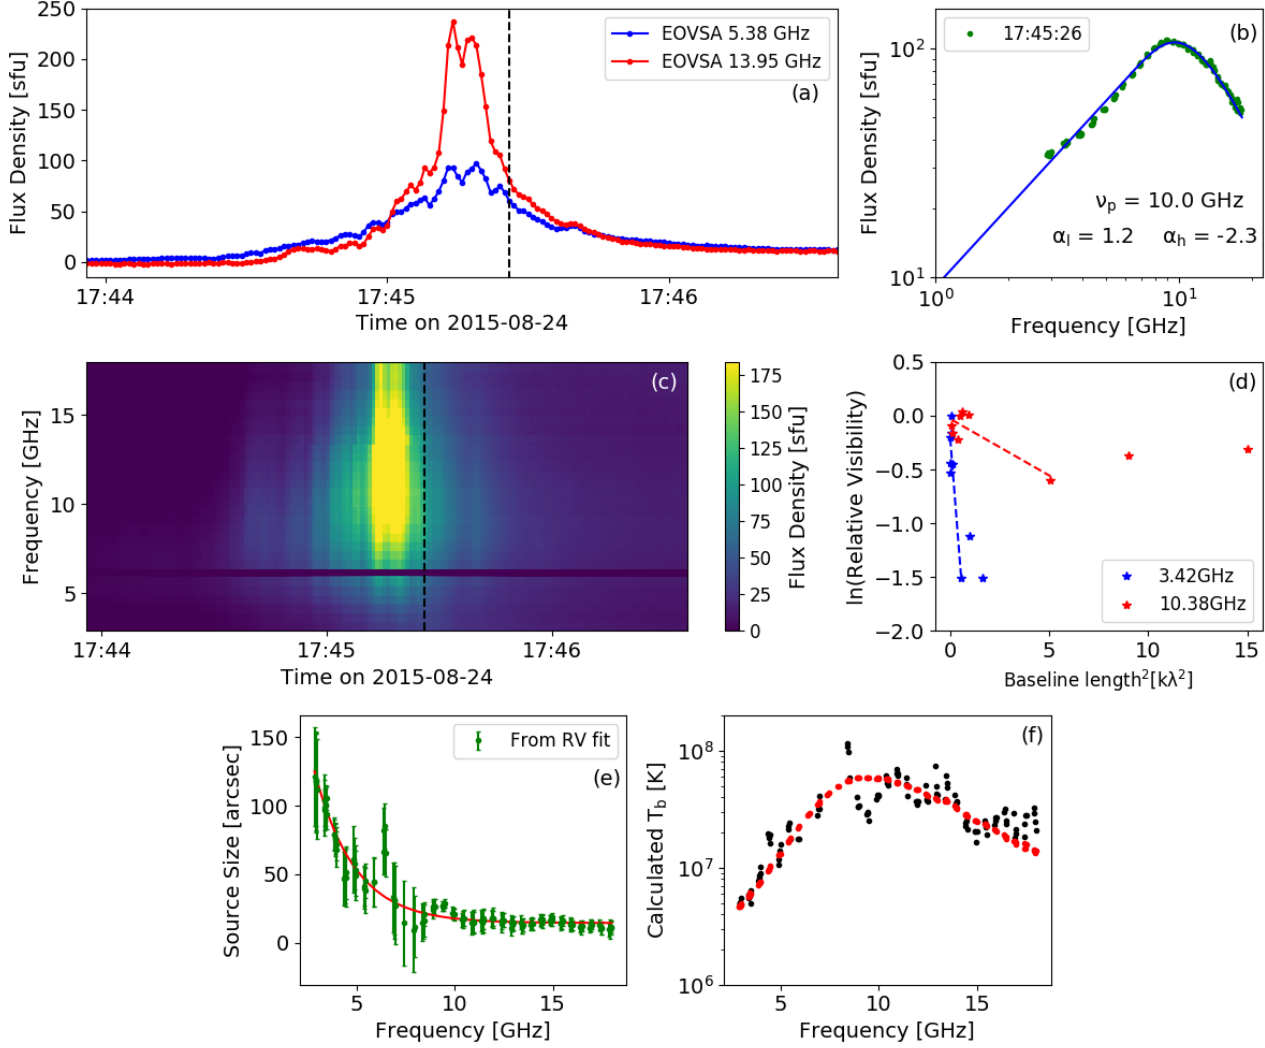 EOVSA 5.38 GHz
EOVSA 13.95 GHz
(a)
Flux Density [sfu]
250
200
150
100
50
0
17:44
17:45
17:46
Time on 2015-08-24
17:45:26
(b)
Flux Density [sfu]
10²
10¹
νp = 10.0 GHz
αl = 1.2 αh = -2.3
10⁰
10¹
Frequency [GHz]
(c)
Frequency [GHz]
15
10
5
17:44
17:45
17:46
Time on 2015-08-24
Flux Density [sfu]
175
150
125
100
75
50
25
0
(d)
ln(Relative Visibility)
0.5
0.0
−0.5
−1.0
−1.5
−2.0
3.42GHz
10.38GHz
0
5
10
15
Baseline length²[kλ²]
From RV fit
(e)
Source Size [arcsec]
150
100
50
0
5
10
15
Frequency [GHz]
(f)
Calculated Tb [K]
10⁸
10⁷
10⁶
5
10
15
Frequency [GHz]